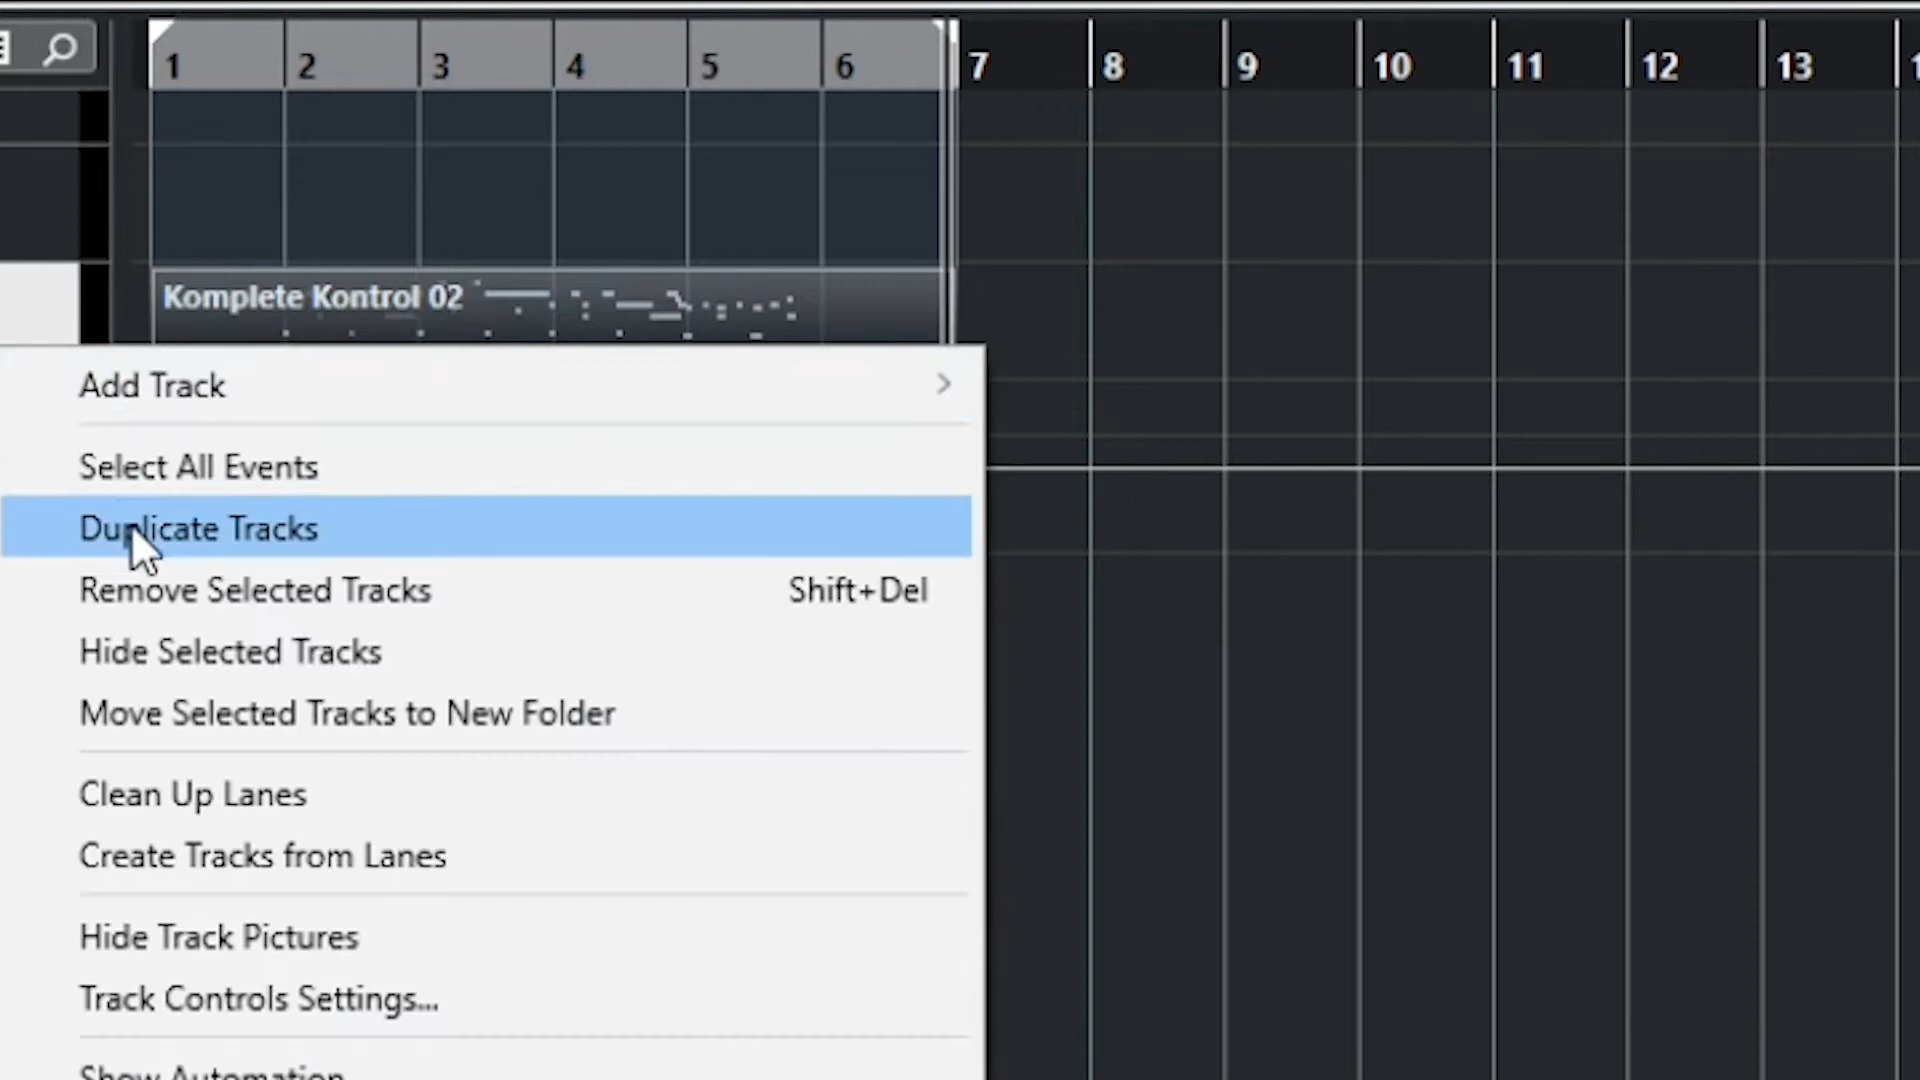 1 2 3 4 5 6 7 8 9 10 11 12 13
Komplete Kontrol 02
Add Track
Select All Events
Duplicate Tracks
Remove Selected Tracks Shift+Del
Hide Selected Tracks
Move Selected Tracks to New Folder
Clean Up Lanes
Create Tracks from Lanes
Hide Track Pictures
Track Controls Settings...
Show Automation